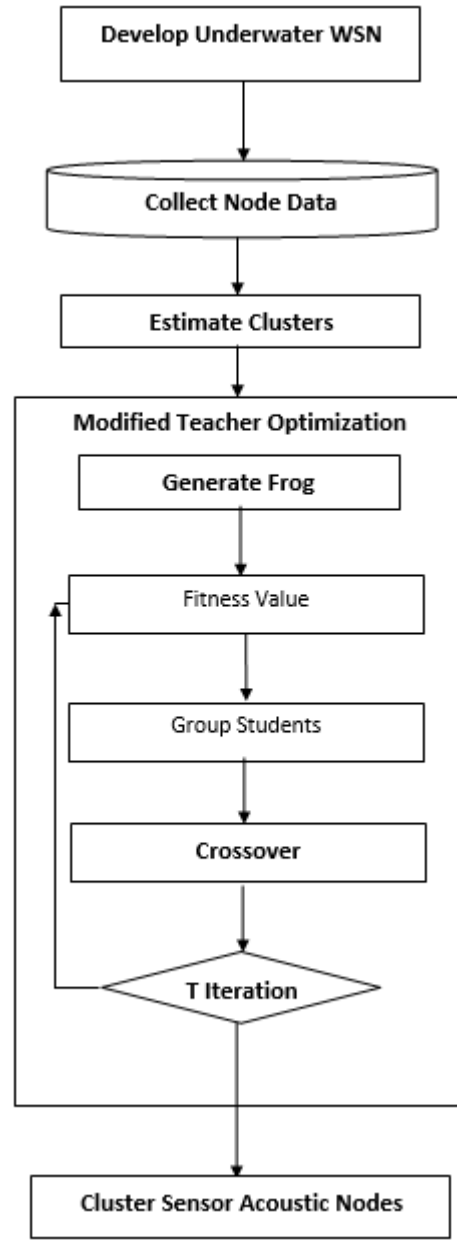 Develop Underwater WSN
Collect Node Data
Estimate Clusters
Modified Teacher Optimization
Generate Frog
Fitness Value
Group Students
Crossover
T Iteration
Cluster Sensor Acoustic Nodes